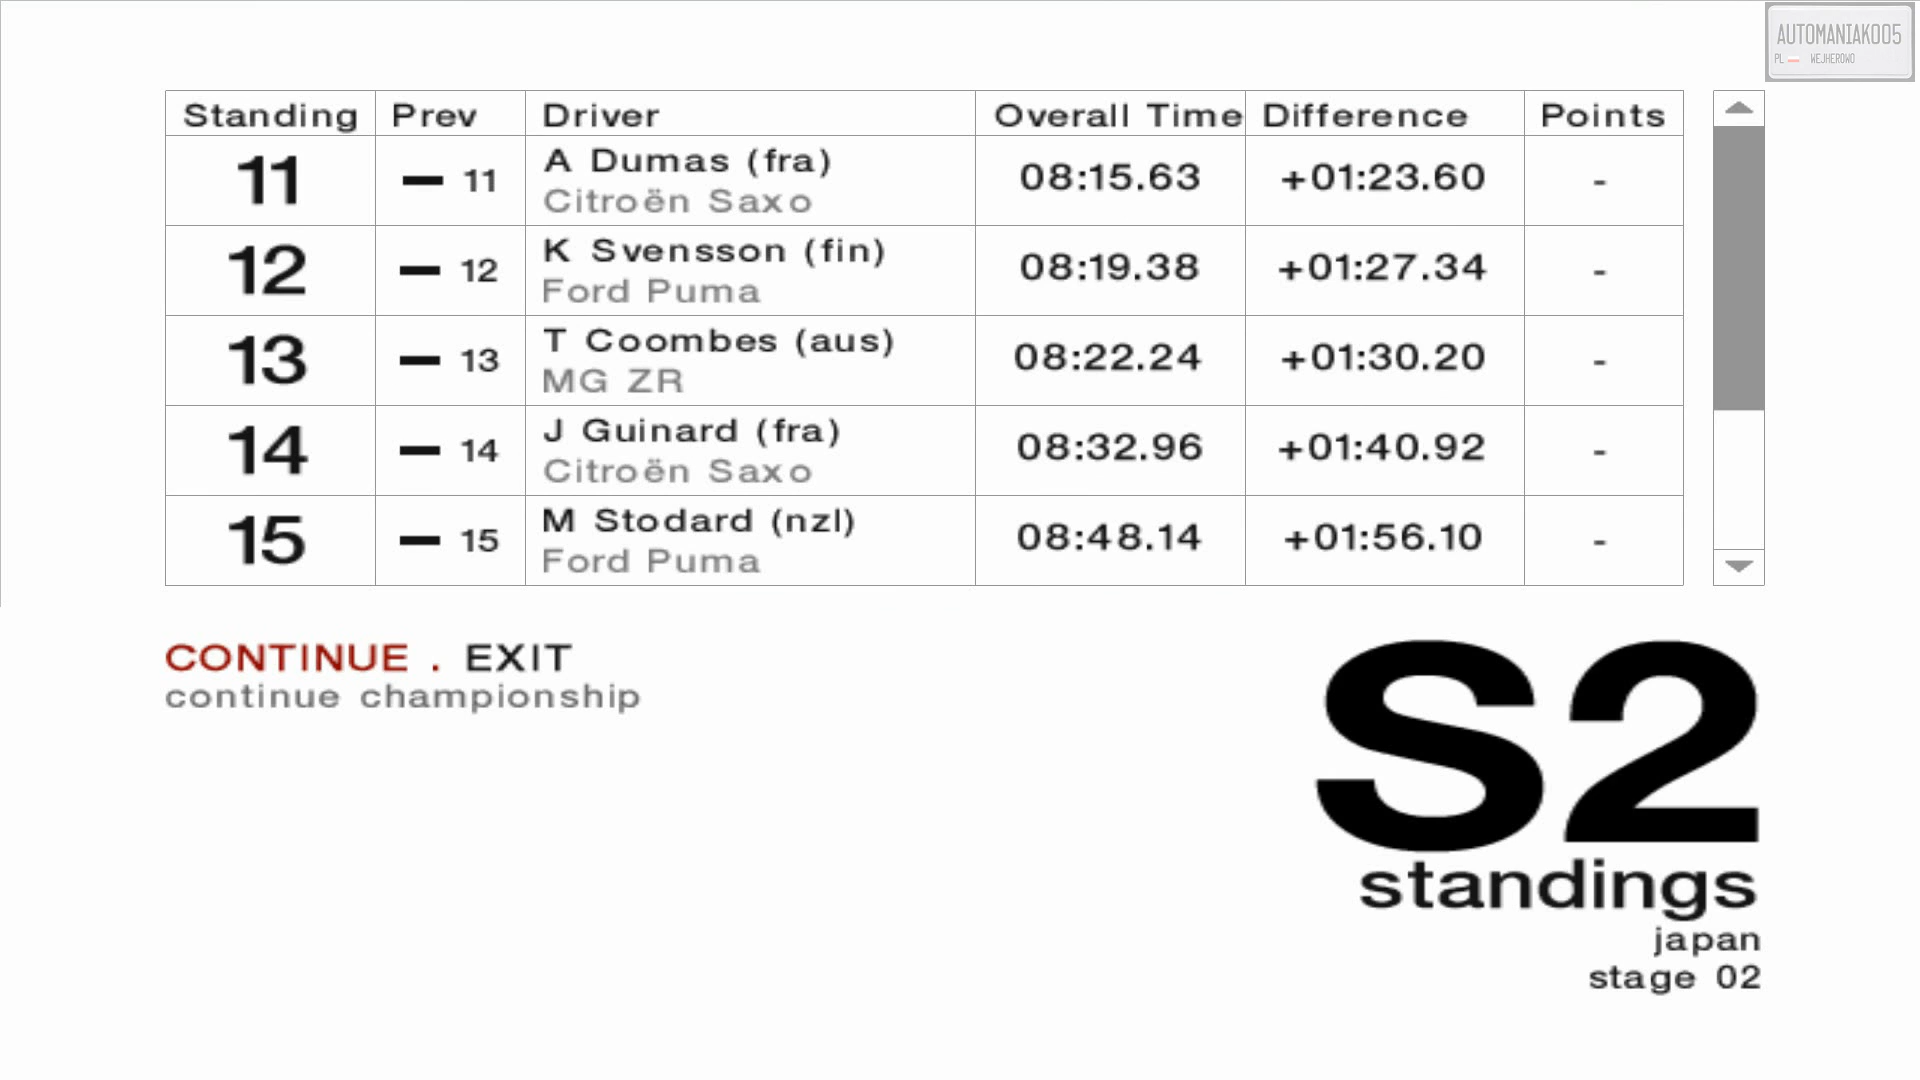 AUTOMANIAK005
PL WEJHEROWO
Standing Prev Driver Overall Time Difference Points
11 — 11 A Dumas (fra) 08:15.63 +01:23.60 -
Citroën Saxo
12 — 12 K Svensson (fin) 08:19.38 +01:27.34 -
Ford Puma
13 — 13 T Coombes (aus) 08:22.24 +01:30.20 -
MG ZR
14 — 14 J Guinard (fra) 08:32.96 +01:40.92 -
Citroën Saxo
15 — 15 M Stodard (nzl) 08:48.14 +01:56.10 -
Ford Puma
CONTINUE . EXIT
continue championship
S2
standings
japan
stage 02